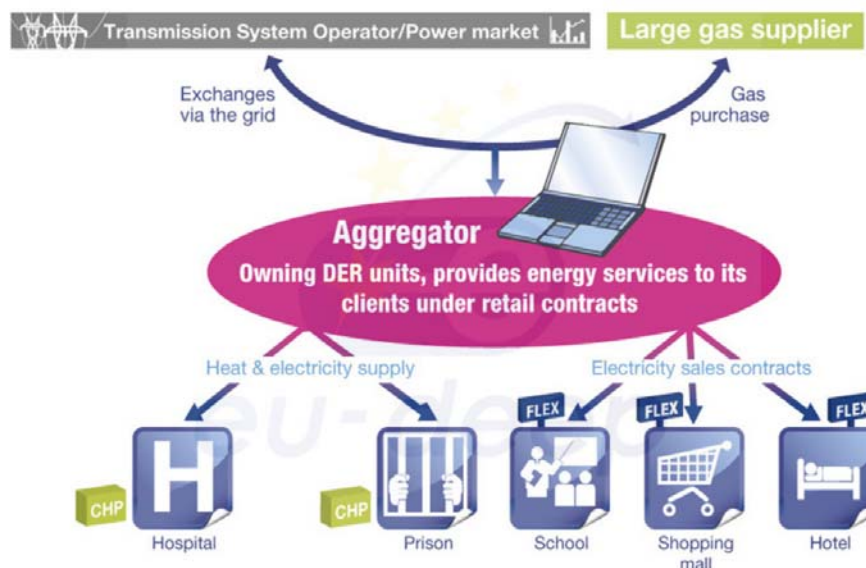 Transmission System Operator/Power market
Large gas supplier
Exchanges
via the grid
Gas
purchase
Aggregator
Owning DER units, provides energy services to its
clients under retail contracts
Heat & electricity supply
Electricity sales contracts
FLEX
FLEX
FLEX
eu-deep
H
CHP
CHP
Hospital
Prison
School
Shopping
mall
Hotel